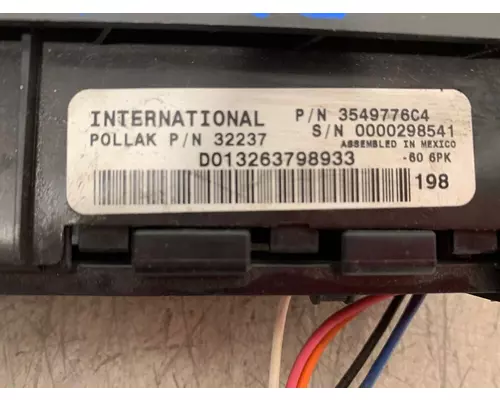 INTERNATIONAL P/N 3549776C4
POLLAK P/N 32237 S/N 0000298541
ASSEMBLED IN MEXICO
D013263798933 -60 6PK
198